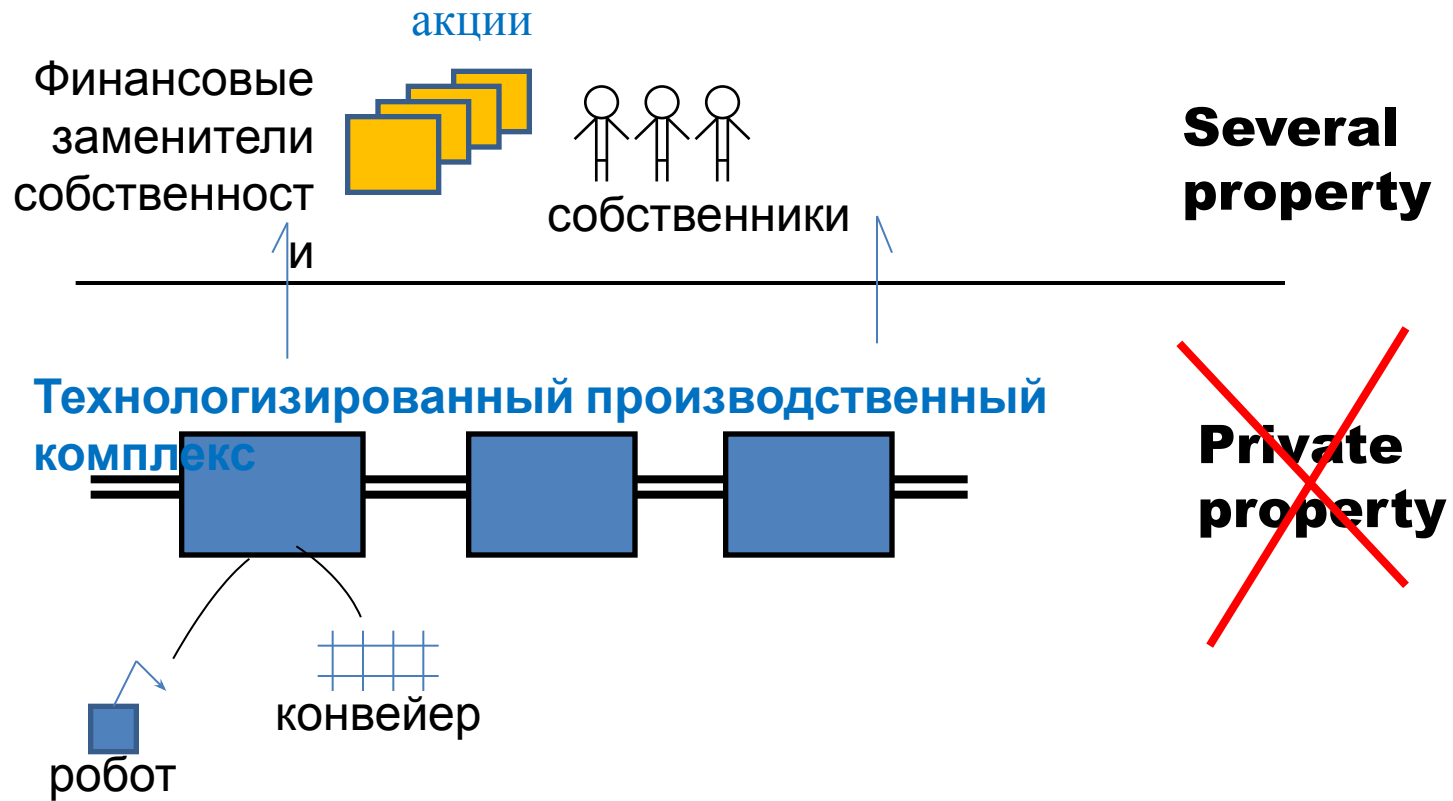 акции
Финансовые
заменители
собственност
и
собственники
Several
property
Технологизированный производственный
комплекс
Private
property
конвейер
робот